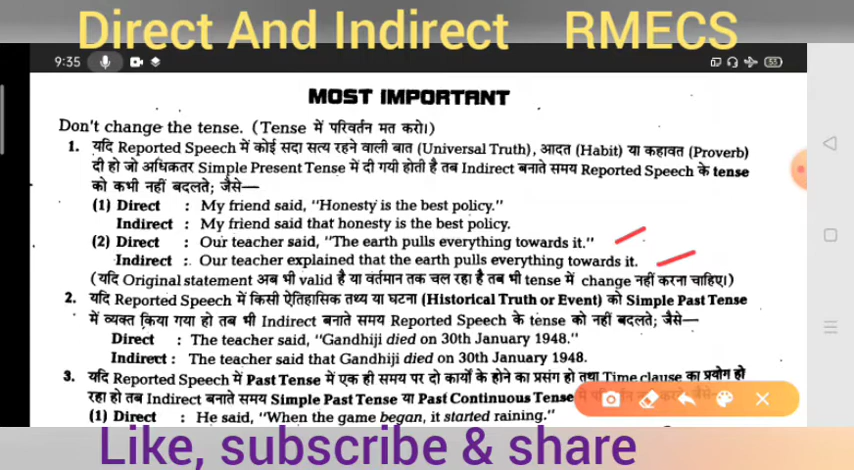 Direct And Indirect RMECS
9:35
53
MOST IMPORTANT
Don't change the tense. (Tense में परिवर्तन मत करो।)
1. यदि Reported Speech में कोई सदा सत्य रहने वाली बात (Universal Truth), आदत (Habit) या कहावत (Proverb)
दी हो जो अधिकतर Simple Present Tense में दी गयी होती है तब Indirect बनाते समय Reported Speech के tense
को कभी नहीं बदलते; जैसे—
(1) Direct : My friend said, "Honesty is the best policy."
Indirect : My friend said that honesty is the best policy.
(2) Direct : Our teacher said, "The earth pulls everything towards it."
Indirect : Our teacher explained that the earth pulls everything towards it.
(यदि Original statement अब भी valid है या वर्तमान तक चल रहा है तब भी tense में change नहीं करना चाहिए।)
2. यदि Reported Speech में किसी ऐतिहासिक तथ्य या घटना (Historical Truth or Event) को Simple Past Tense
में व्यक्त किया गया हो तब भी Indirect बनाते समय Reported Speech के tense को नहीं बदलते; जैसे—
Direct : The teacher said, "Gandhiji died on 30th January 1948."
Indirect : The teacher said that Gandhiji died on 30th January 1948.
3. यदि Reported Speech में Past Tense में एक ही समय पर दो कार्यों के होने का प्रसंग हो तथा Time clause का प्रयोग हो
रहा हो तब Indirect बनाते समय Simple Past Tense या Past Continuous Tense
(1) Direct : He said, "When the game began, it started raining."
Like, subscribe & share